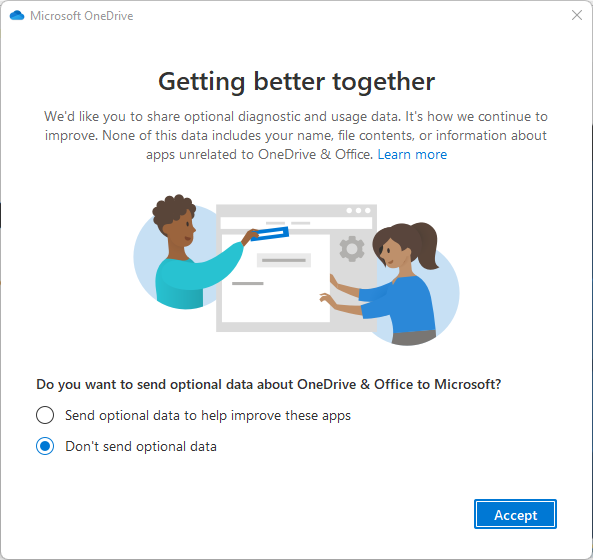 Microsoft OneDrive
Getting better together
We'd like you to share optional diagnostic and usage data. It's how we continue to
improve. None of this data includes your name, file contents, or information about
apps unrelated to OneDrive & Office. Learn more
Do you want to send optional data about OneDrive & Office to Microsoft?
Send optional data to help improve these apps
Don't send optional data
Accept